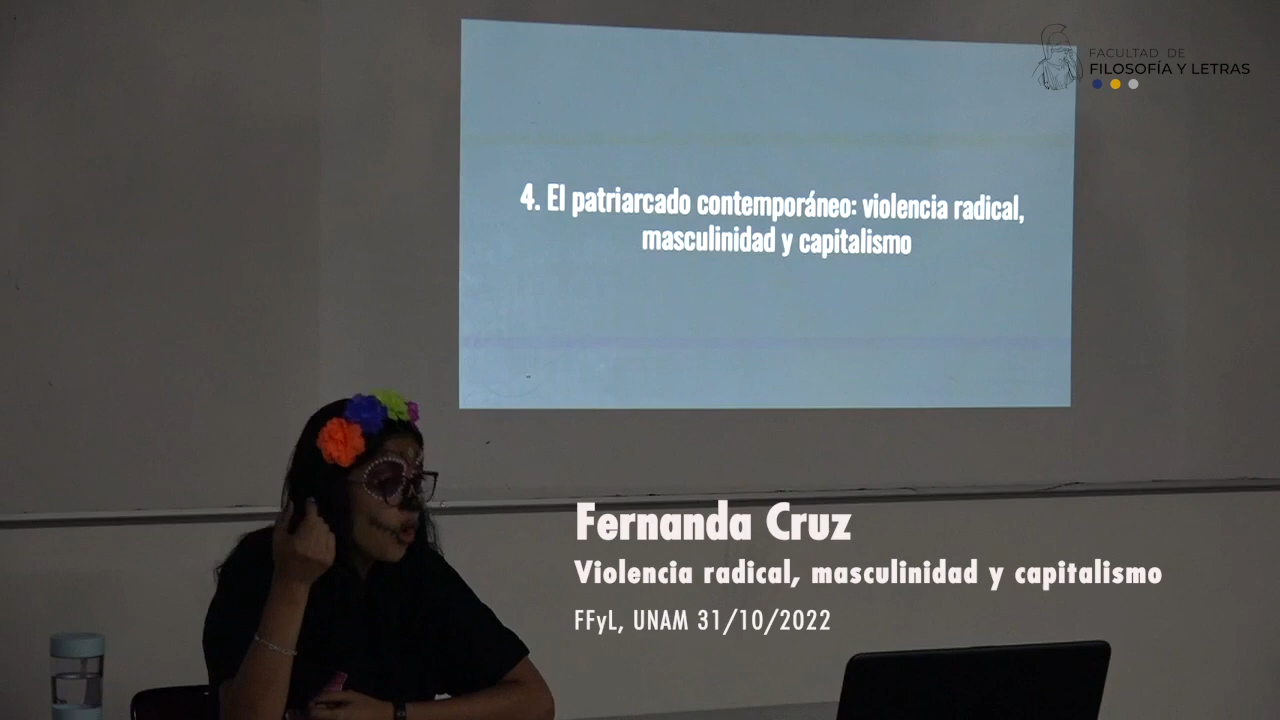 FACULTAD DE
FILOSOFÍA Y LETRAS
4. El patriarcado contemporáneo: violencia radical,
masculinidad y capitalismo
Fernanda Cruz
Violencia radical, masculinidad y capitalismo
FFyL, UNAM 31/10/2022